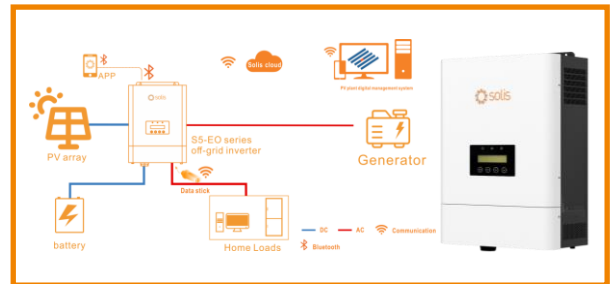 APP
Solis cloud
PV plant digital management system
solis
solis
PV array
S5-EO series
off-grid inverter
Generator
Data stick
battery
Home Loads
DC
AC
Communication
Bluetooth